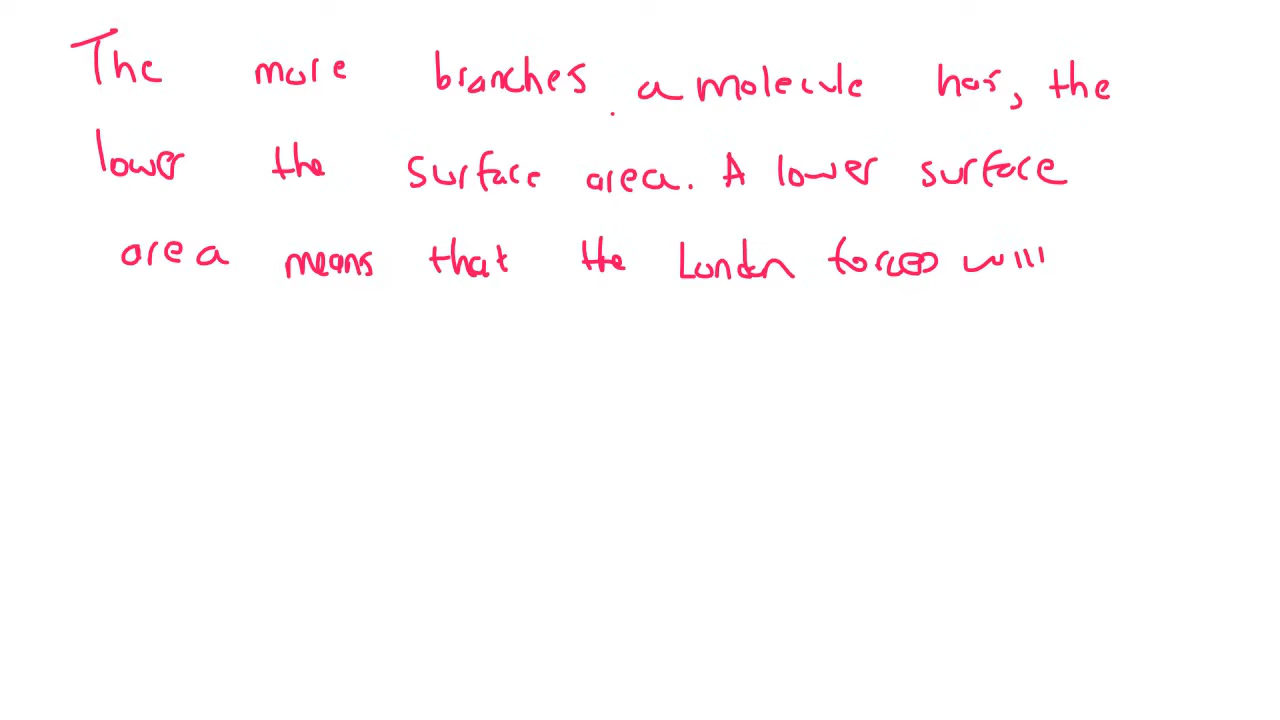 The more branches a molecule has, the
lower the surface area. A lower surface
area means that the London forces will